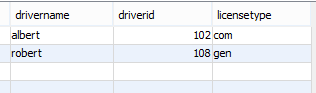 drivername driverid licensetype
albert 102 com
robert 108 gen